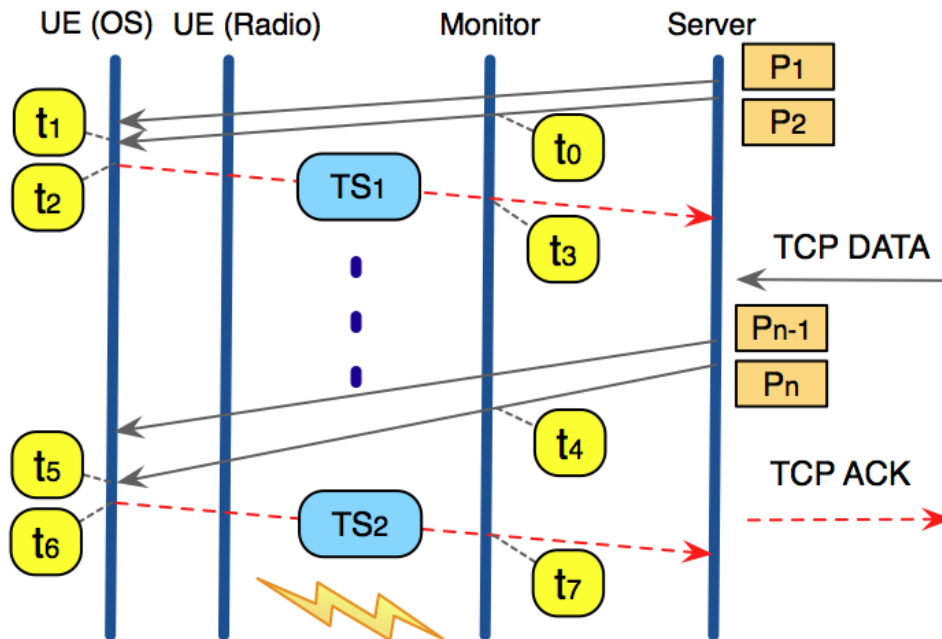 UE (OS) UE (Radio) Monitor Server
P1
t1
P2
t0
t2
TS1
t3
TCP DATA
Pn-1
Pn
t4
t5
TCP ACK
TS2
t6
t7